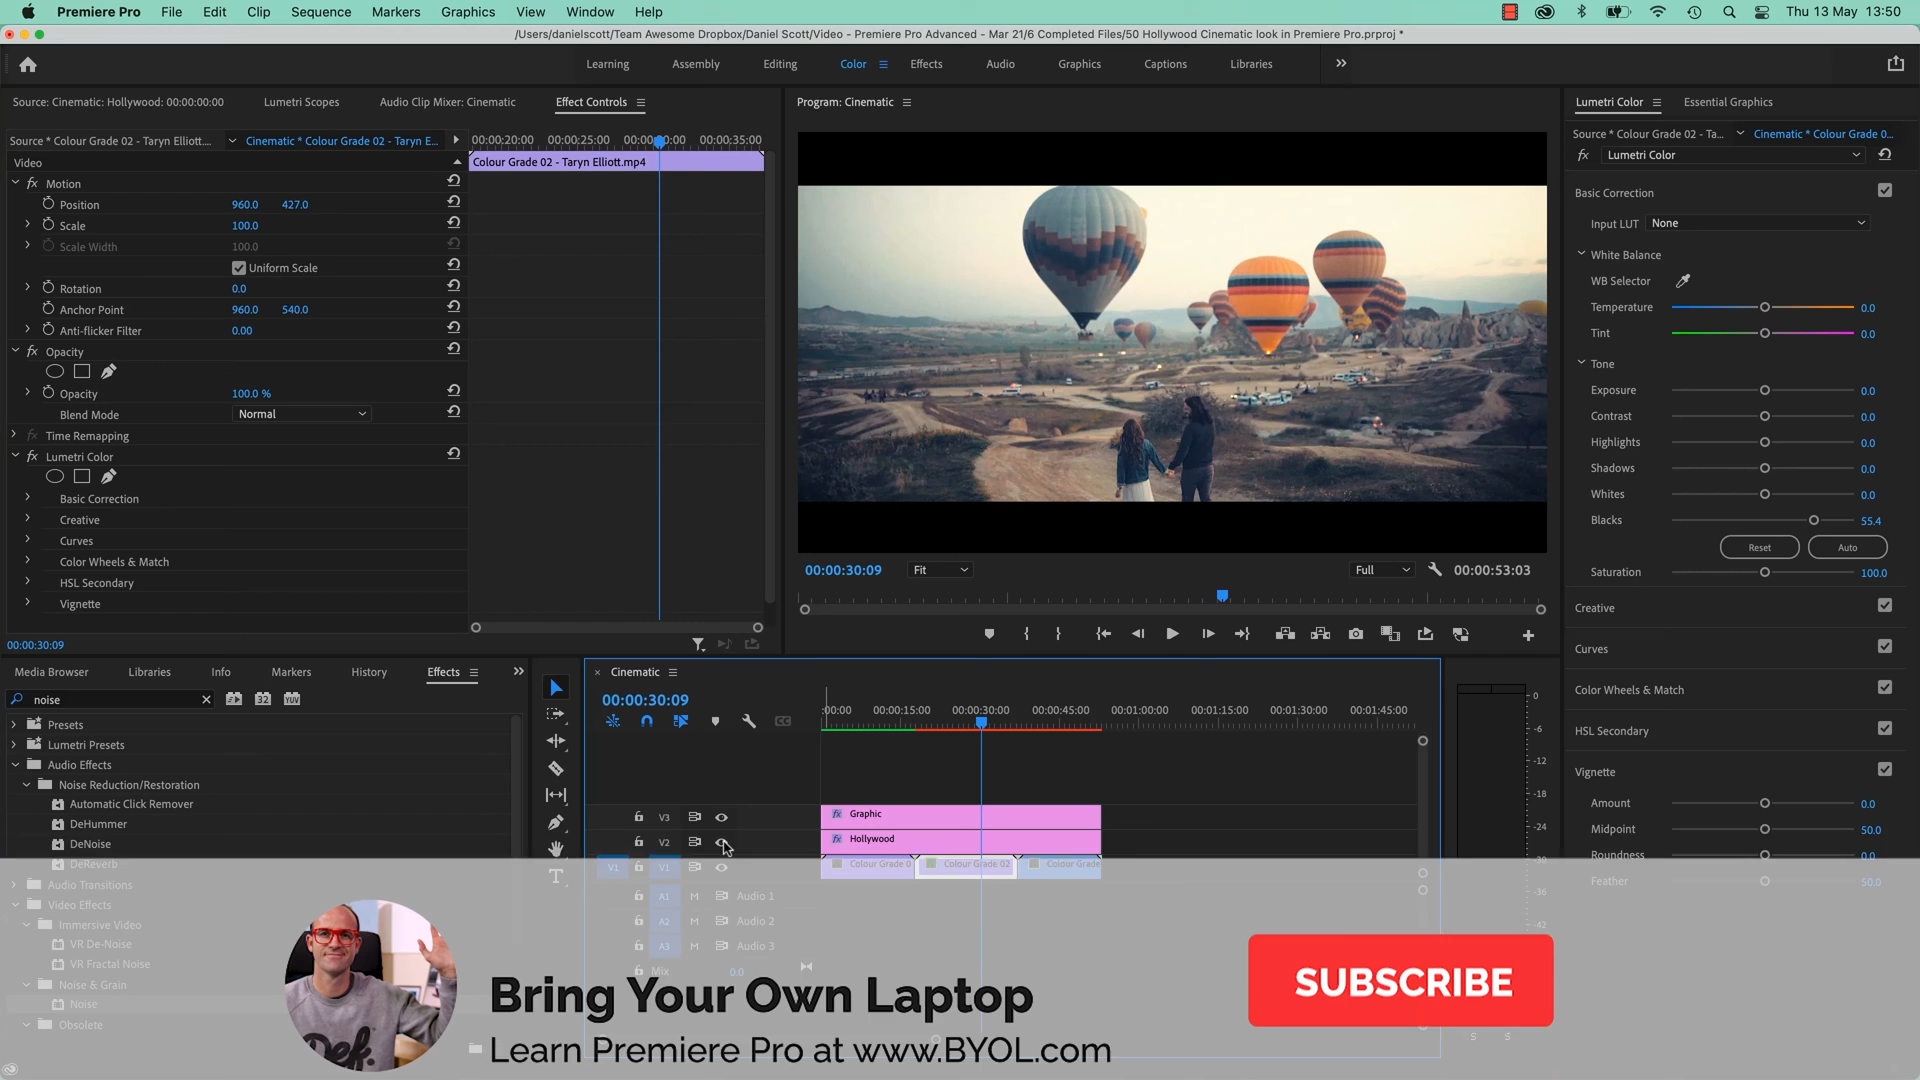 Premiere Pro File Edit Clip Sequence Markers Graphics View Window Help Thu 13 May 13:50
/Users/danielscott/Team Awesome Dropbox/Daniel Scott/Video - Premiere Pro Advanced - Mar 21/6 Completed Files/50 Hollywood Cinematic look in Premiere Pro.prproj *
Learning Assembly Editing Color Effects Audio Graphics Captions Libraries
Source: Cinematic: Hollywood: 00:00:00:00 Lumetri Scopes Audio Clip Mixer: Cinematic Effect Controls
Source * Colour Grade 02 - Taryn Elliott.... Cinematic * Colour Grade 02 - Taryn E...
00:00:20:00 00:00:25:00 00:00:30:00 00:00:35:00
Video
Colour Grade 02 - Taryn Elliott.mp4
fx Motion
Position 960.0 427.0
Scale 100.0
Scale Width 100.0
Uniform Scale
Rotation 0.0
Anchor Point 960.0 540.0
Anti-flicker Filter 0.00
fx Opacity
Opacity 100.0 %
Blend Mode Normal
fx Time Remapping
fx Lumetri Color
Basic Correction
Creative
Curves
Color Wheels & Match
HSL Secondary
Vignette
00:00:30:09
Program: Cinematic
00:00:30:09 Fit Full 00:00:53:03
Lumetri Color Essential Graphics
Source * Colour Grade 02 - Ta... Cinematic * Colour Grade 0...
fx Lumetri Color
Basic Correction
Input LUT None
White Balance
WB Selector
Temperature 0.0
Tint 0.0
Tone
Exposure 0.0
Contrast 0.0
Highlights 0.0
Shadows 0.0
Whites 0.0
Blacks 55.4
Reset Auto
Saturation 100.0
Creative
Curves
Color Wheels & Match
HSL Secondary
Vignette
Amount 0.0
Midpoint 50.0
Roundness
Feather 50.0
Media Browser Libraries Info Markers History Effects
noise 32 YUV
Presets
Lumetri Presets
Audio Effects
Noise Reduction/Restoration
Automatic Click Remover
DeHummer
DeNoise
DeReverb
Audio Transitions
Video Effects
Immersive Video
VR De-Noise
VR Fractal Noise
Noise & Grain
Noise
Obsolete
Cinematic
00:00:30:09
:00:00 00:00:15:00 00:00:30:00 00:00:45:00 00:01:00:00 00:01:15:00 00:01:30:00 00:01:45:00
V3 fx Graphic
V2 fx Hollywood
V1 V1 Colour Grade 0 Colour Grade 02 Colour Grade
A1 M Audio 1
A2 M Audio 2
A3 M Audio 3
Mix 0.0
0
-6
-12
-18
-24
-30
-36
-42
S S
Def.
Bring Your Own Laptop
Learn Premiere Pro at www.BYOL.com
SUBSCRIBE